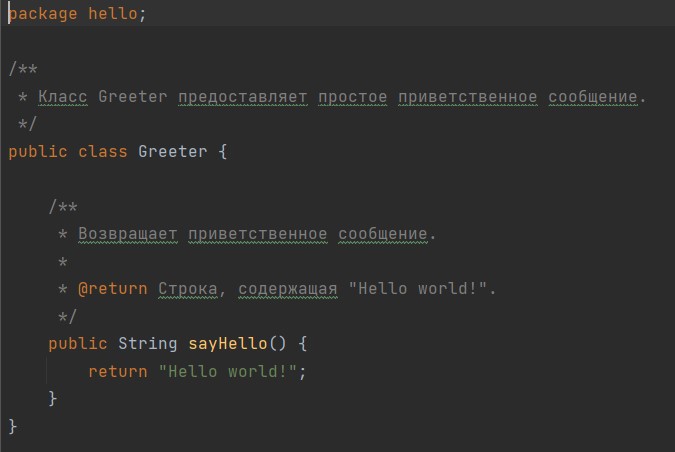 package hello;
/**
 * Класс Greeter предоставляет простое приветственное сообщение.
 */
public class Greeter {
    /**
     * Возвращает приветственное сообщение.
     *
     * @return Строка, содержащая "Hello world!".
     */
    public String sayHello() {
        return "Hello world!";
    }
}